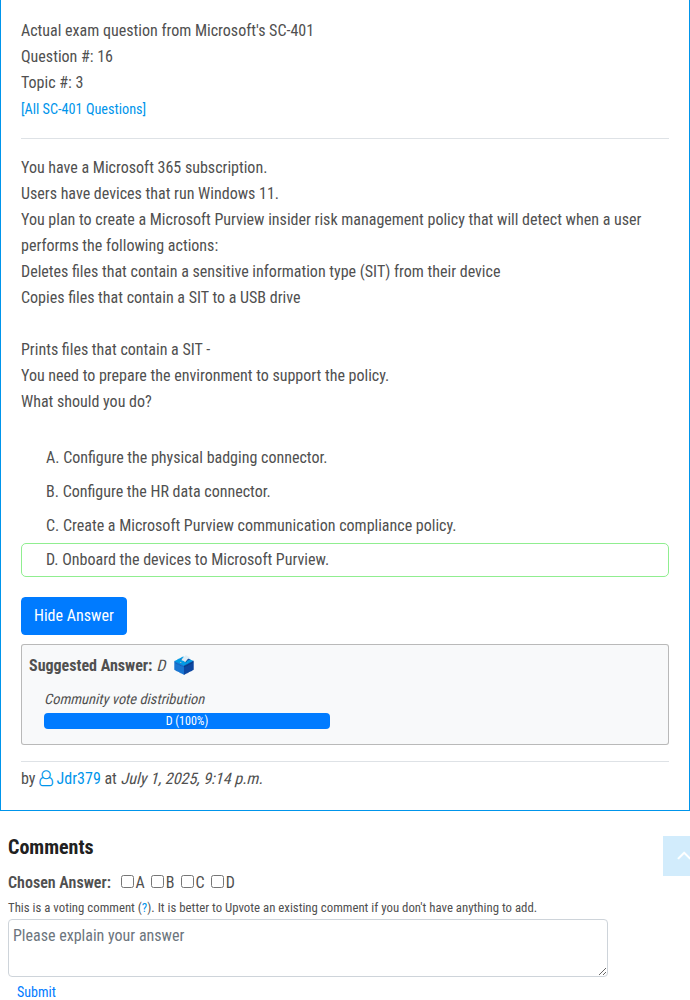 Actual exam question from Microsoft's SC-401
Question #: 16
Topic #: 3
[All SC-401 Questions]
You have a Microsoft 365 subscription.
Users have devices that run Windows 11.
You plan to create a Microsoft Purview insider risk management policy that will detect when a user
performs the following actions:
Deletes files that contain a sensitive information type (SIT) from their device
Copies files that contain a SIT to a USB drive
Prints files that contain a SIT -
You need to prepare the environment to support the policy.
What should you do?
A. Configure the physical badging connector.
B. Configure the HR data connector.
C. Create a Microsoft Purview communication compliance policy.
D. Onboard the devices to Microsoft Purview.
Hide Answer
Suggested Answer: D
Community vote distribution
D (100%)
by Jdr379 at July 1, 2025, 9:14 p.m.
Comments
Chosen Answer: A B C D
This is a voting comment (?). It is better to Upvote an existing comment if you don't have anything to add.
Please explain your answer
Submit